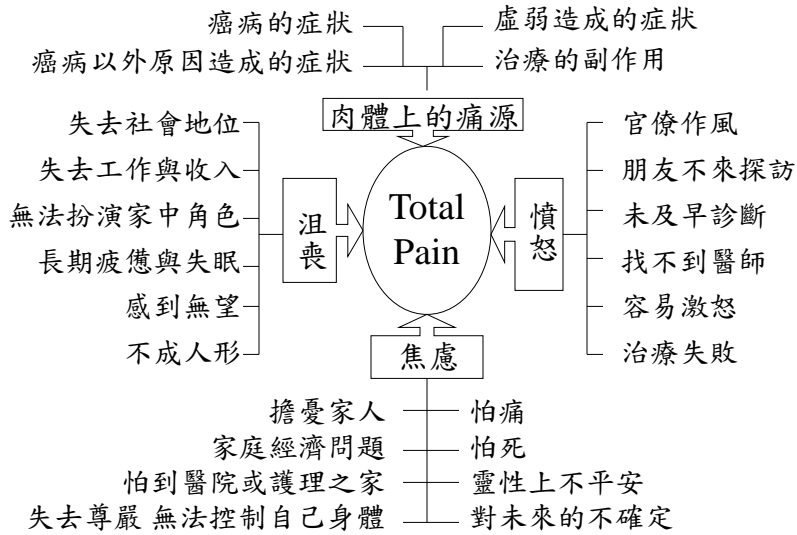 癌病的症狀
虛弱造成的症狀
癌病以外原因造成的症狀
治療的副作用
肉體上的痛源
失去社會地位
失去工作與收入
無法扮演家中角色
長期疲憊與失眠
感到無望
不成人形
沮喪
Total
Pain
憤怒
官僚作風
朋友不來探訪
未及早診斷
找不到醫師
容易激怒
治療失敗
焦慮
擔憂家人
怕痛
家庭經濟問題
怕死
怕到醫院或護理之家
靈性上不平安
失去尊嚴 無法控制自己身體
對未來的不確定